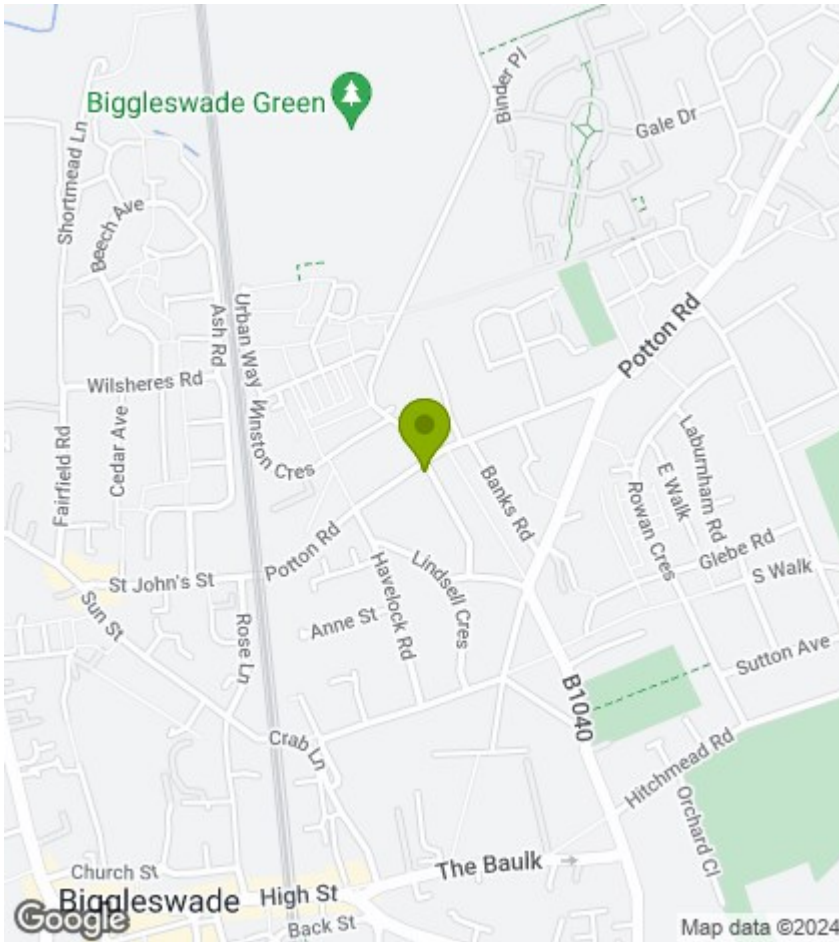 Binder Pl
Biggleswade Green
Gale Dr
Shortmead Ln
Beech Ave
Ash Rd
Urban Way
Potton Rd
Wilsheres Rd
Winston Cres
Cedar Ave
Fairfield Rd
Laburnham Rd
E Walk
Banks Rd
Rowan Cres
Potton Rd
Glebe Rd
S Walk
St John's St
Havelock Rd
Lindsell Cres
Sun St
Anne St
Rose Ln
Sutton Ave
B1040
Crab Ln
Hitchmead Rd
Orchard Cl
The Baulk
Church St
Biggleswade
High St
Back St
Google
Map data ©2024